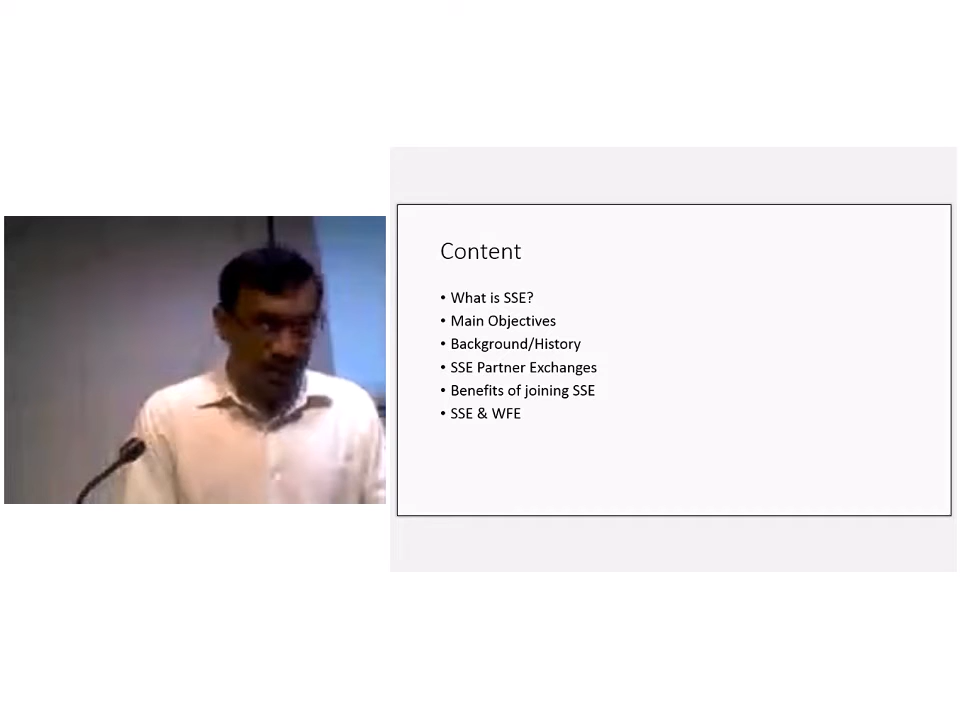 Content
• What is SSE?
• Main Objectives
• Background/History
• SSE Partner Exchanges
• Benefits of joining SSE
• SSE & WFE